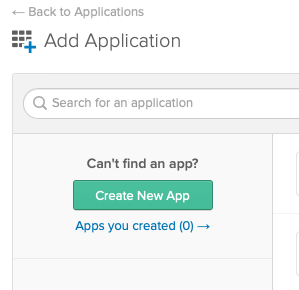 ← Back to Applications
Add Application
Search for an application
Can't find an app?
Create New App
Apps you created (0) →